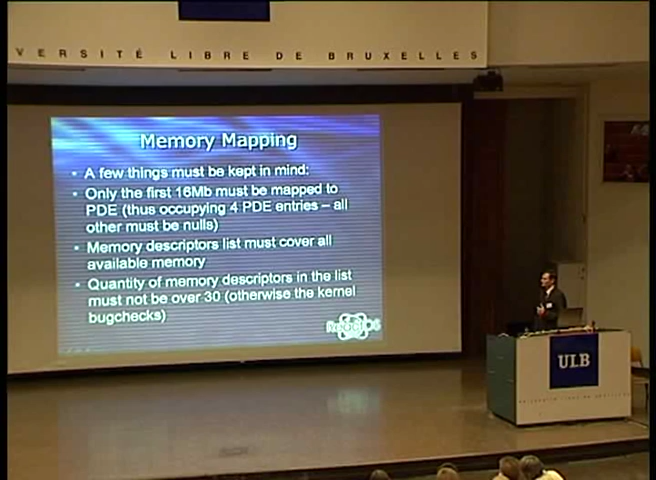 VERSITÉ LIBRE DE BRUXELLES
Memory Mapping
• A few things must be kept in mind:
• Only the first 16Mb must be mapped to
PDE (thus occupying 4 PDE entries – all
other must be nulls)
• Memory descriptors list must cover all
available memory
• Quantity of memory descriptors in the list
must not be over 30 (otherwise the kernel
bugchecks)
ReactOS
ULB